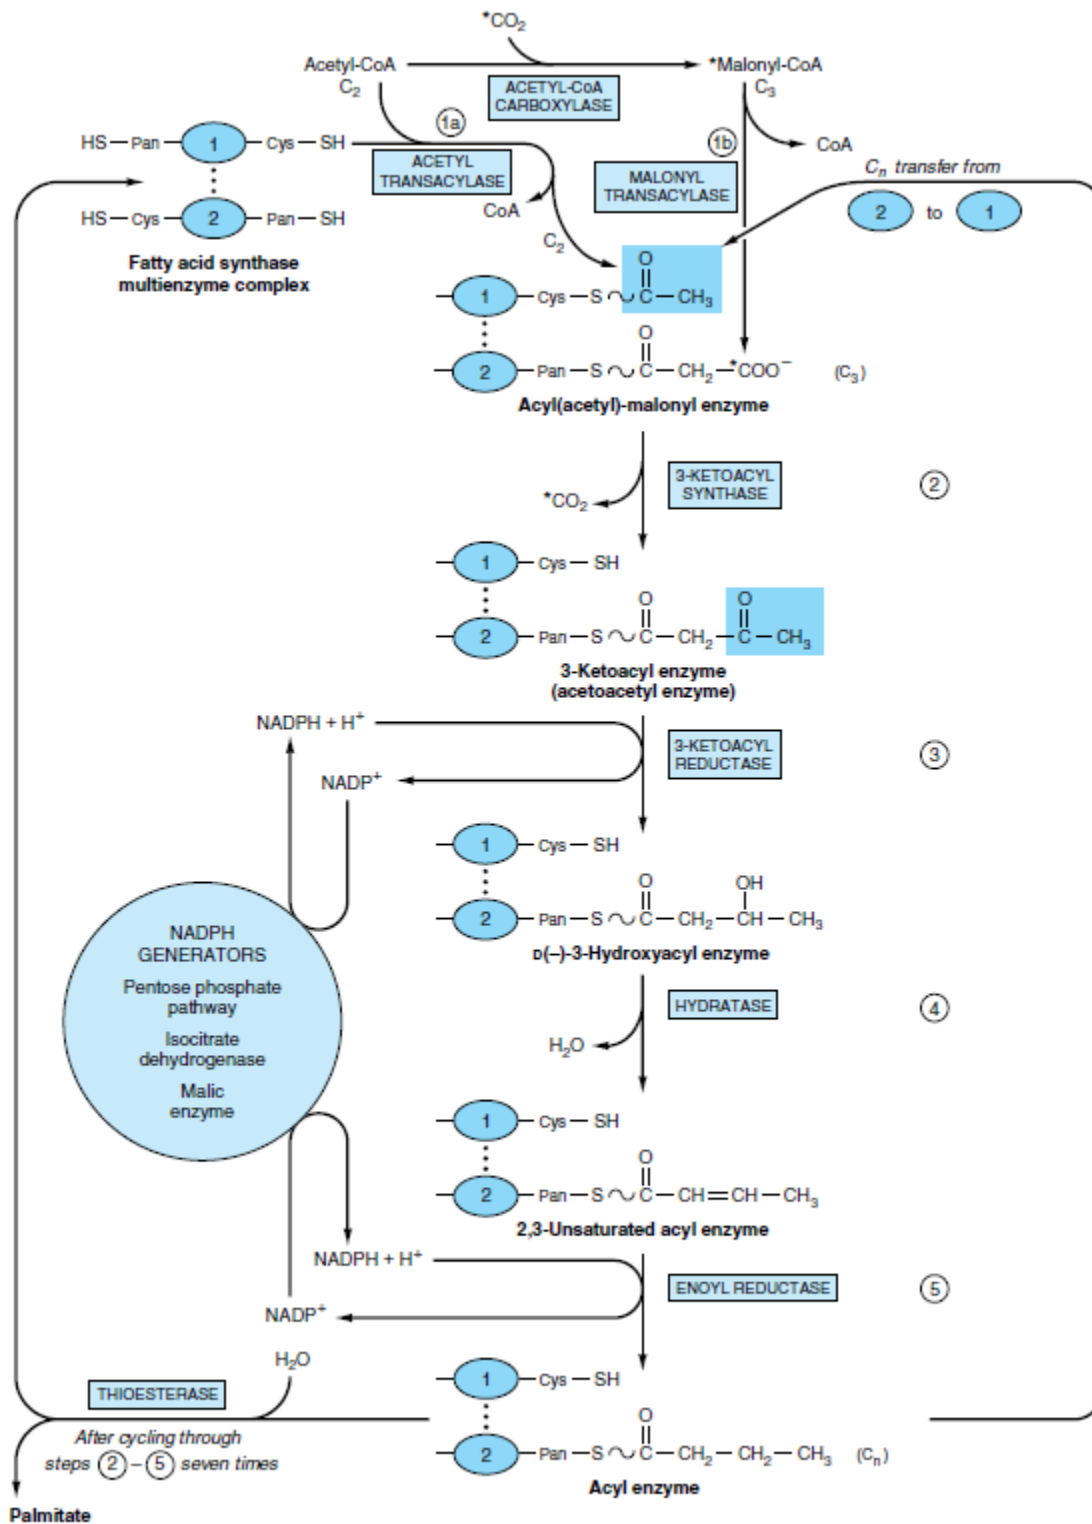 *CO2
Acetyl-CoA
C2
*Malonyl-CoA
C3
ACETYL-CoA
CARBOXYLASE
1a
1b
CoA
HS—Pan—1—Cys—SH
ACETYL
TRANSACYLASE
MALONYL
TRANSACYLASE
Cn transfer from
2 to 1
HS—Cys—2—Pan—SH
CoA
C2
Fatty acid synthase
multienzyme complex
O
1—Cys—S~C—CH3
O
2—Pan—S~C—CH2—*COO− (C3)
Acyl(acetyl)-malonyl enzyme
3-KETOACYL
SYNTHASE
2
*CO2
1—Cys—SH
O O
2—Pan—S~C—CH2—C—CH3
3-Ketoacyl enzyme
(acetoacetyl enzyme)
NADPH + H+
3-KETOACYL
REDUCTASE
3
NADP+
1—Cys—SH
O OH
2—Pan—S~C—CH2—CH—CH3
D(–)-3-Hydroxyacyl enzyme
NADPH
GENERATORS
Pentose phosphate
pathway
Isocitrate
dehydrogenase
Malic
enzyme
HYDRATASE
4
H2O
1—Cys—SH
O
2—Pan—S~C—CH=CH—CH3
2,3-Unsaturated acyl enzyme
NADPH + H+
ENOYL REDUCTASE
5
NADP+
H2O
THIOESTERASE
1—Cys—SH
After cycling through
steps 2–5 seven times
O
2—Pan—S~C—CH2—CH2—CH3 (Cn)
Acyl enzyme
Palmitate